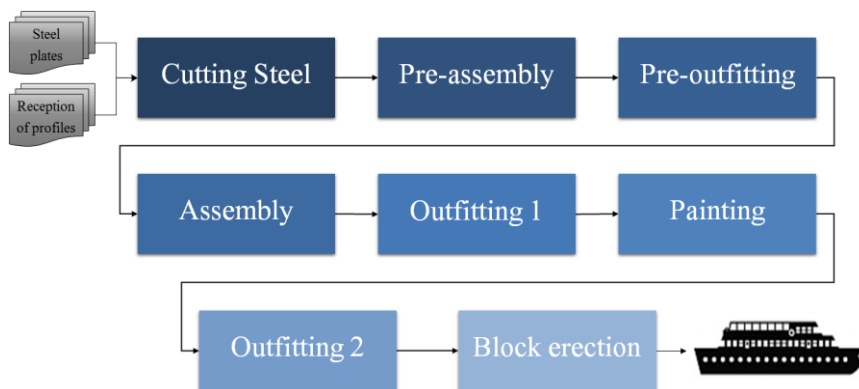 Steel
plates
Reception
of profiles
Cutting Steel
Pre-assembly
Pre-outfitting
Assembly
Outfitting 1
Painting
Outfitting 2
Block erection